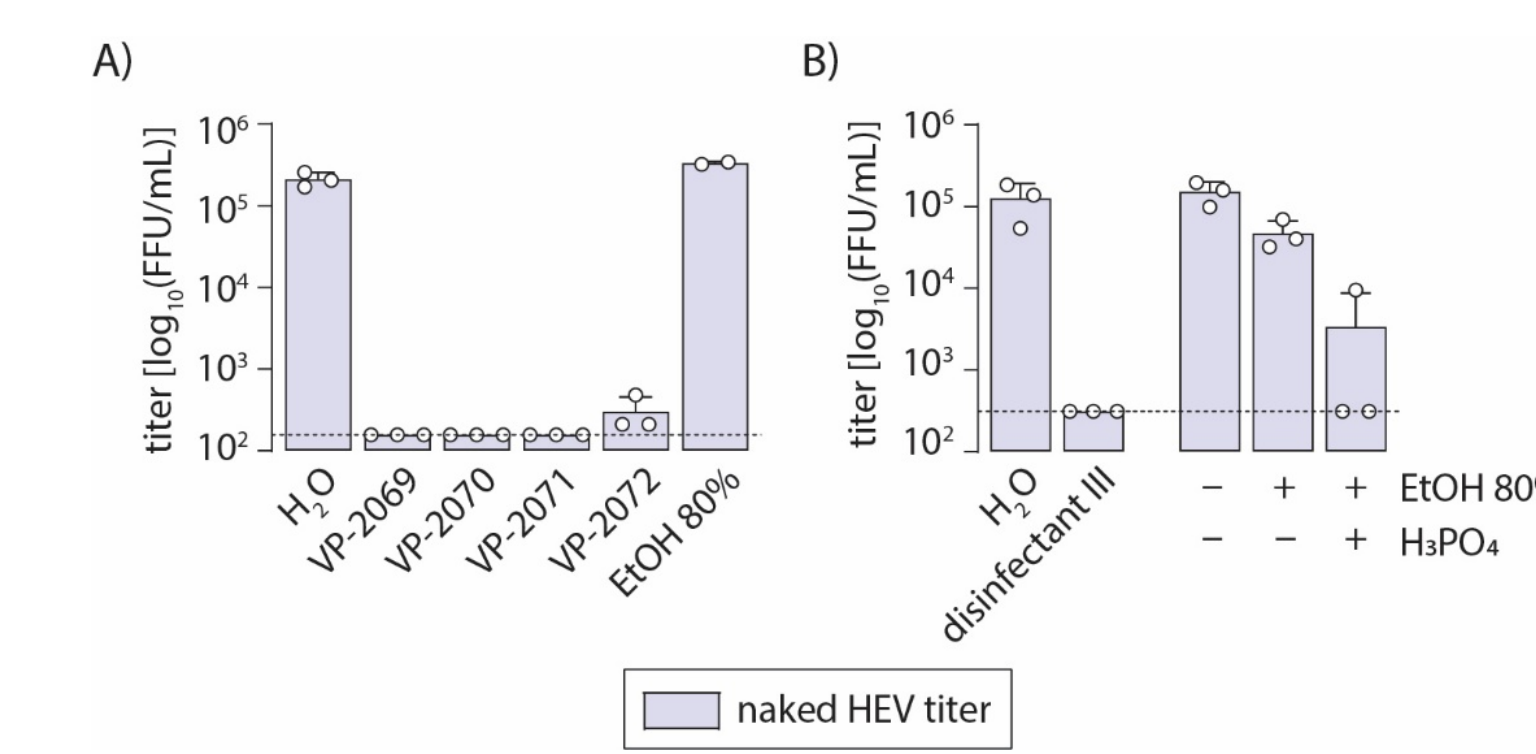 A)
titer [log₁₀(FFU/mL)]
10⁶
10⁵
10⁴
10³
10²
H₂O
VP-2069
VP-2070
VP-2071
VP-2072
EtOH 80%
B)
titer [log₁₀(FFU/mL)]
10⁶
10⁵
10⁴
10³
10²
H₂O
disinfectant III
− + + EtOH 80
− − + H₃PO₄
naked HEV titer